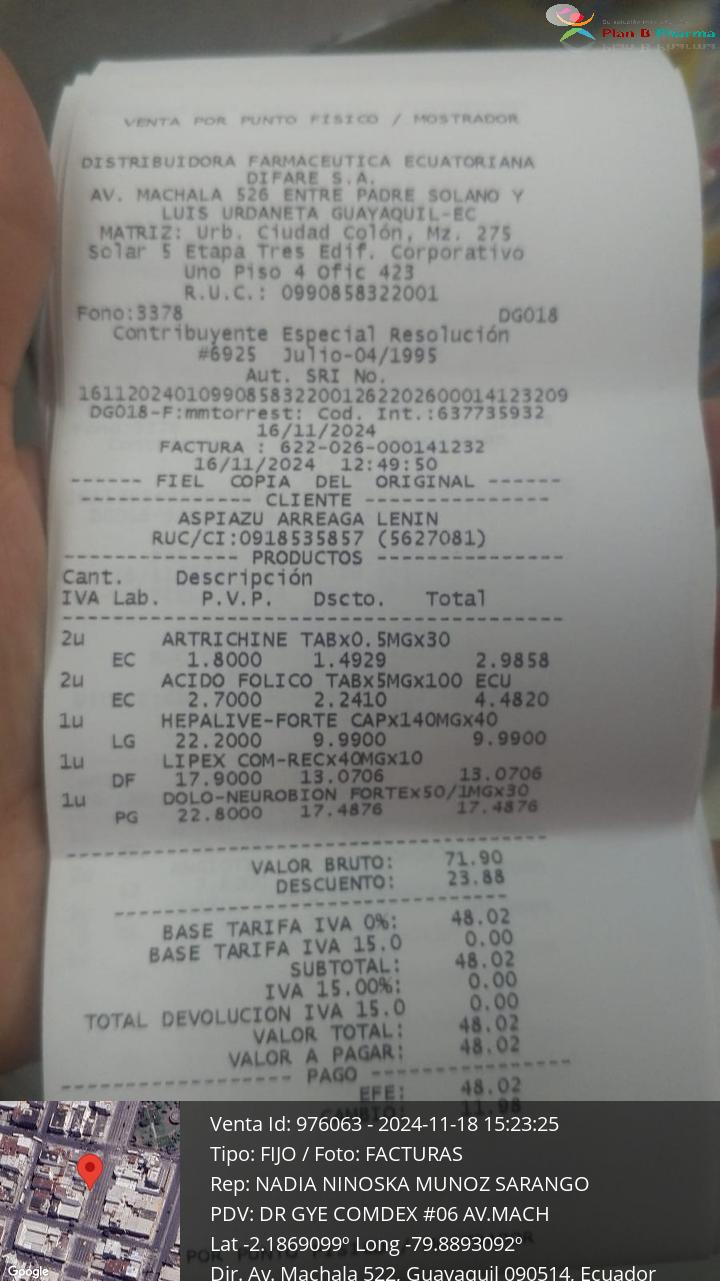 Plan B Pharma
VENTA POR PUNTO FISICO / MOSTRADOR
DISTRIBUIDORA FARMACEUTICA ECUATORIANA
DIFARE S.A.
AV. MACHALA 526 ENTRE PADRE SOLANO Y
LUIS URDANETA GUAYAQUIL-EC
MATRIZ: Urb. Ciudad Colón, Mz. 275
Solar 5 Etapa Tres Edif. Corporativo
Uno Piso 4 Ofic 423
R.U.C.: 0990858322001
Fono:3378 DG018
Contribuyente Especial Resolución
#6925 Julio-04/1995
Aut. SRI No.
1611202401099085832200126220260001412​3209
DG018-F:mmtorrest: Cod. Int.:637735932
16/11/2024
FACTURA : 622-026-000141232
16/11/2024 12:49:50
------ FIEL COPIA DEL ORIGINAL ------
-------------- CLIENTE ---------------
ASPIAZU ARREAGA LENIN
RUC/CI:0918535857 (5627081)
------------- PRODUCTOS --------------
Cant. Descripción
IVA Lab. P.V.P. Dscto. Total
2u ARTRICHINE TABx0.5MGx30
EC 1.8000 1.4929 2.9858
2u ACIDO FOLICO TABx5MGx100 ECU
EC 2.7000 2.2410 4.4820
1u HEPALIVE-FORTE CAPx140MGx40
LG 22.2000 9.9900 9.9900
1u LIPEX COM-RECx40MGx10
DF 17.9000 13.0706 13.0706
1u DOLO-NEUROBION FORTEx50/1MGx30
PG 22.8000 17.4876 17.4876
VALOR BRUTO: 71.90
DESCUENTO: 23.88
BASE TARIFA IVA 0%: 48.02
BASE TARIFA IVA 15.0 0.00
SUBTOTAL: 48.02
IVA 15.00%: 0.00
TOTAL DEVOLUCION IVA 15.0 0.00
VALOR TOTAL: 48.02
VALOR A PAGAR: 48.02
----------------- PAGO ---------------
EFE: 48.02
CAMBIO: 11.98
Venta Id: 976063 - 2024-11-18 15:23:25
Tipo: FIJO / Foto: FACTURAS
Rep: NADIA NINOSKA MUNOZ SARANGO
PDV: DR GYE COMDEX #06 AV.MACH
Lat -2.1869099º Long -79.8893092º
Dir. Av. Machala 522, Guayaquil 090514, Ecuador
Google